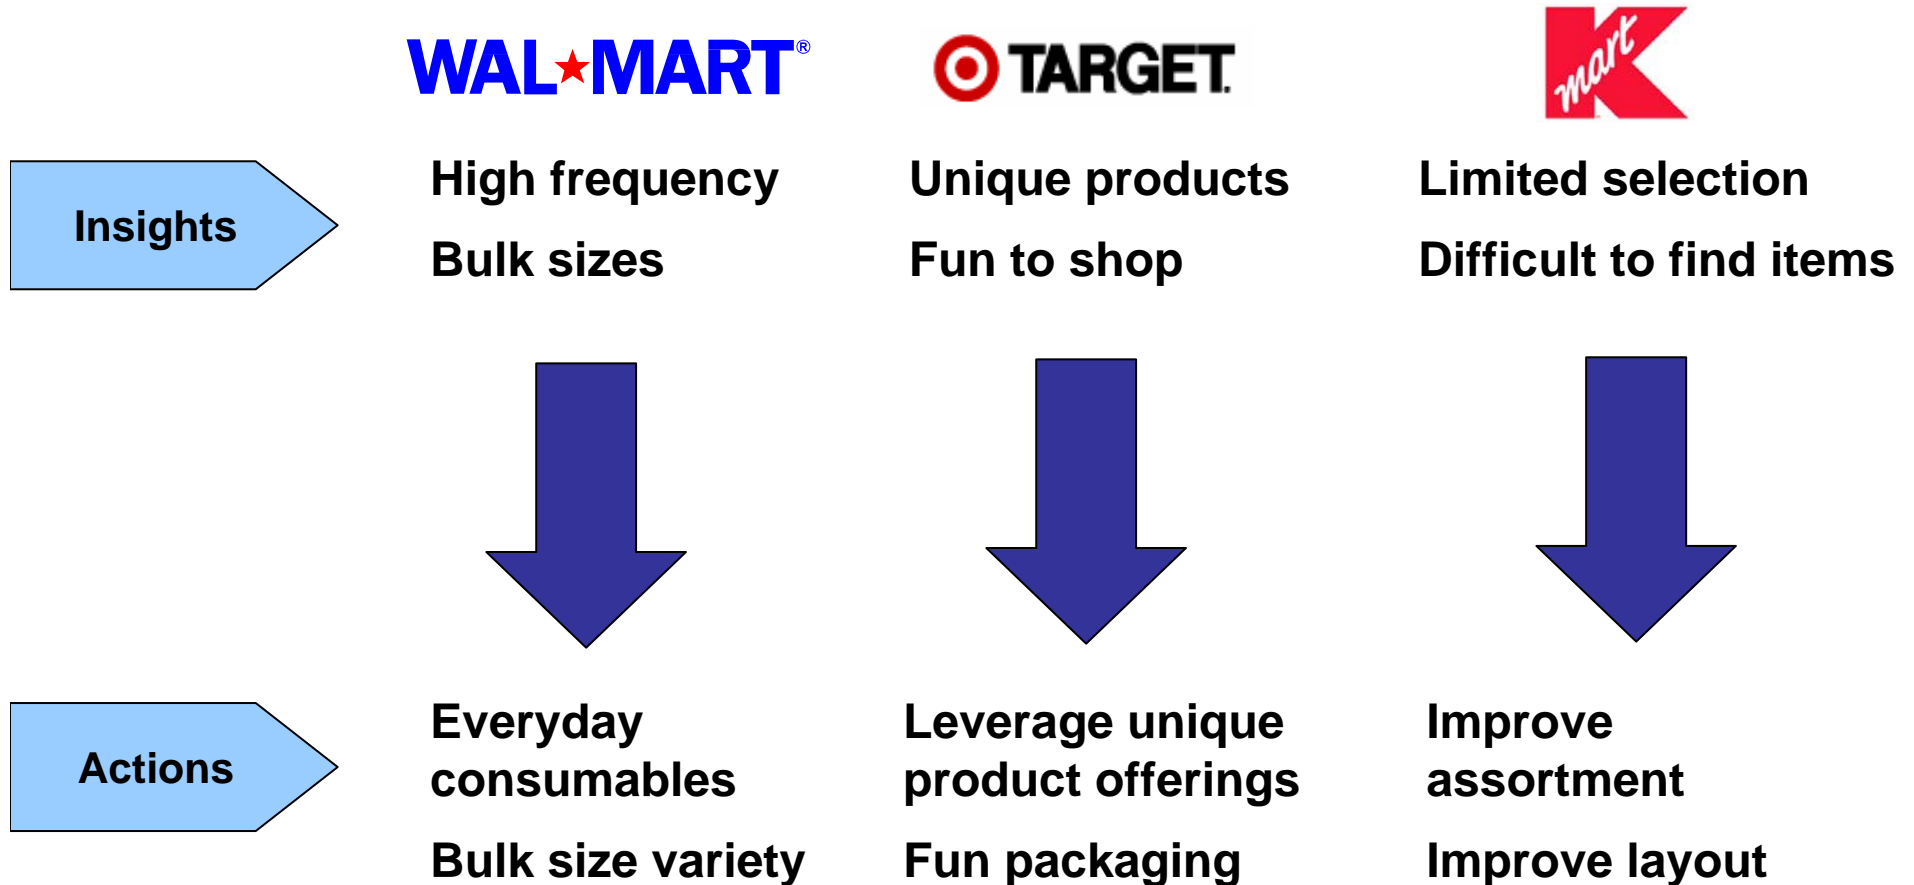 WAL★MART®
TARGET.
Kmart
Insights
High frequency
Bulk sizes
Unique products
Fun to shop
Limited selection
Difficult to find items
Actions
Everyday
consumables
Bulk size variety
Leverage unique
product offerings
Fun packaging
Improve
assortment
Improve layout